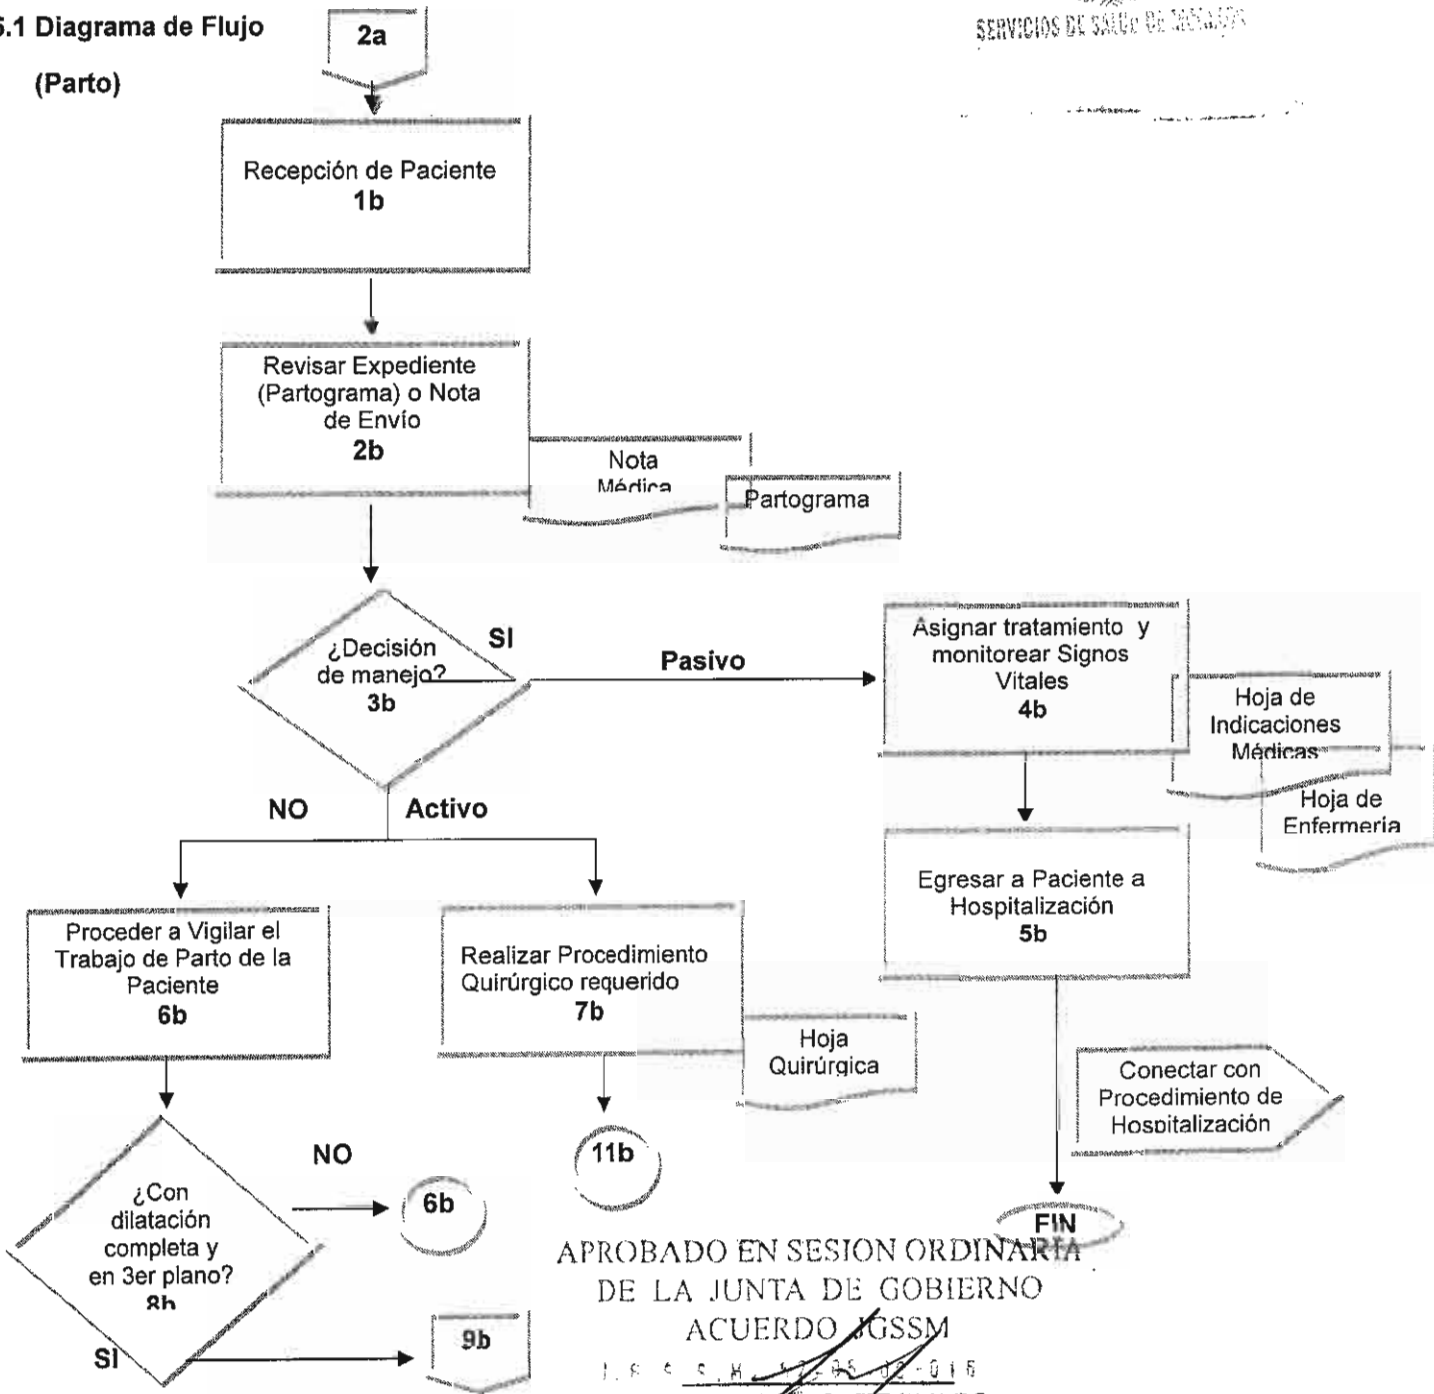 6.1 Diagrama de Flujo
(Parto)
2a
SERVICIOS DE SALUD DE
Recepción de Paciente
1b
Revisar Expediente
(Partograma) o Nota
de Envío
2b
Nota
Médica
Partograma
¿Decisión
de manejo?
3b
SI
Pasivo
Asignar tratamiento y
monitorear Signos
Vitales
4b
Hoja de
Indicaciones
Médicas
Hoja de
Enfermería
NO
Activo
Egresar a Paciente a
Hospitalización
5b
Proceder a Vigilar el
Trabajo de Parto de la
Paciente
6b
Realizar Procedimiento
Quirúrgico requerido
7b
Hoja
Quirúrgica
Conectar con
Procedimiento de
Hospitalización
11b
NO
6b
¿Con
dilatación
completa y
en 3er plano?
8b
SI
9b
FIN
APROBADO EN SESION ORDINARIA
DE LA JUNTA DE GOBIERNO
ACUERDO JGSSM